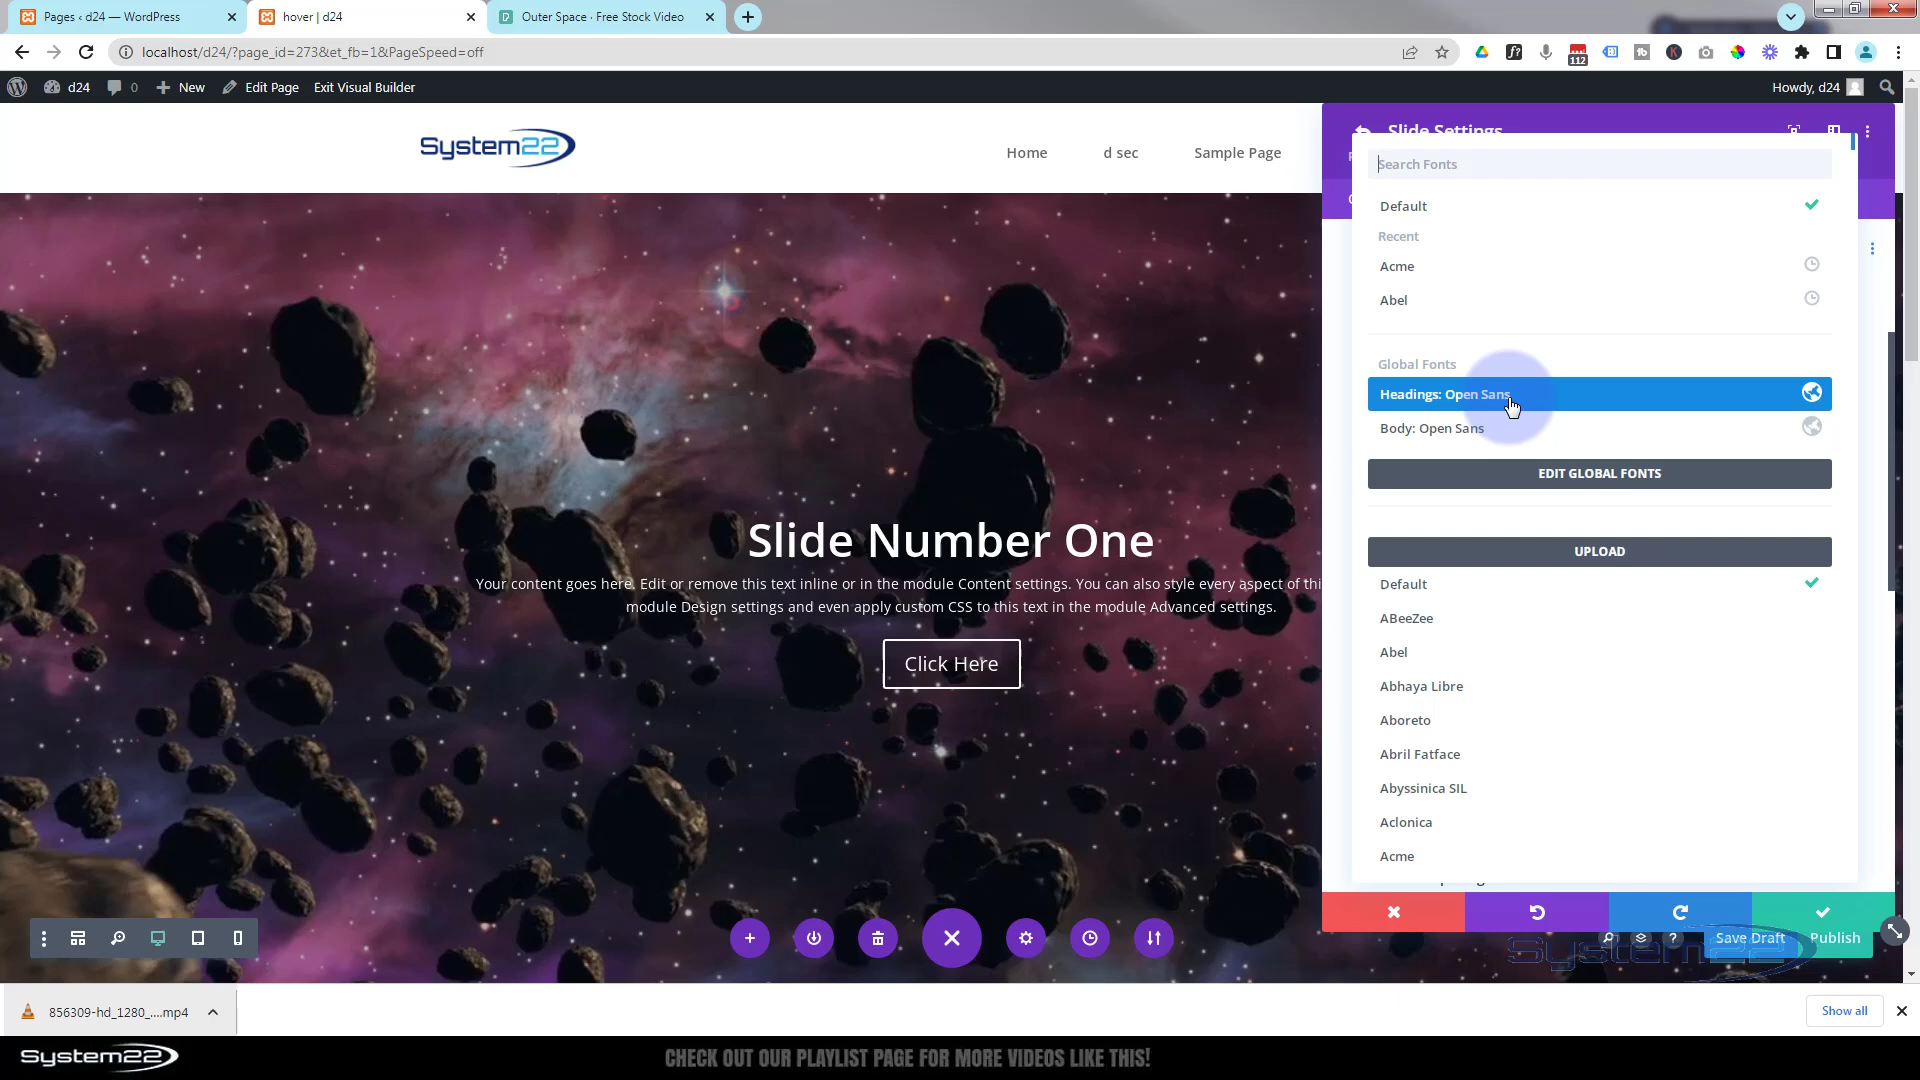 Pages ‹ d24 — WordPress
hover | d24
Outer Space · Free Stock Video
localhost/d24/?page_id=273&et_fb=1&PageSpeed=off
112
d24
0
New
Edit Page
Exit Visual Builder
Howdy, d24
System22
Home
d sec
Sample Page
Slide Settings
Search Fonts
Default
Recent
Acme
Abel
Global Fonts
Headings: Open Sans
Body: Open Sans
EDIT GLOBAL FONTS
UPLOAD
Default
ABeeZee
Abel
Abhaya Libre
Aboreto
Abril Fatface
Abyssinica SIL
Aclonica
Acme
Slide Number One
Your content goes here. Edit or remove this text inline or in the module Content settings. You can also style every aspect of thi
module Design settings and even apply custom CSS to this text in the module Advanced settings.
Click Here
Save Draft
Publish
System22
856309-hd_1280_....mp4
Show all
System22
CHECK OUT OUR PLAYLIST PAGE FOR MORE VIDEOS LIKE THIS!